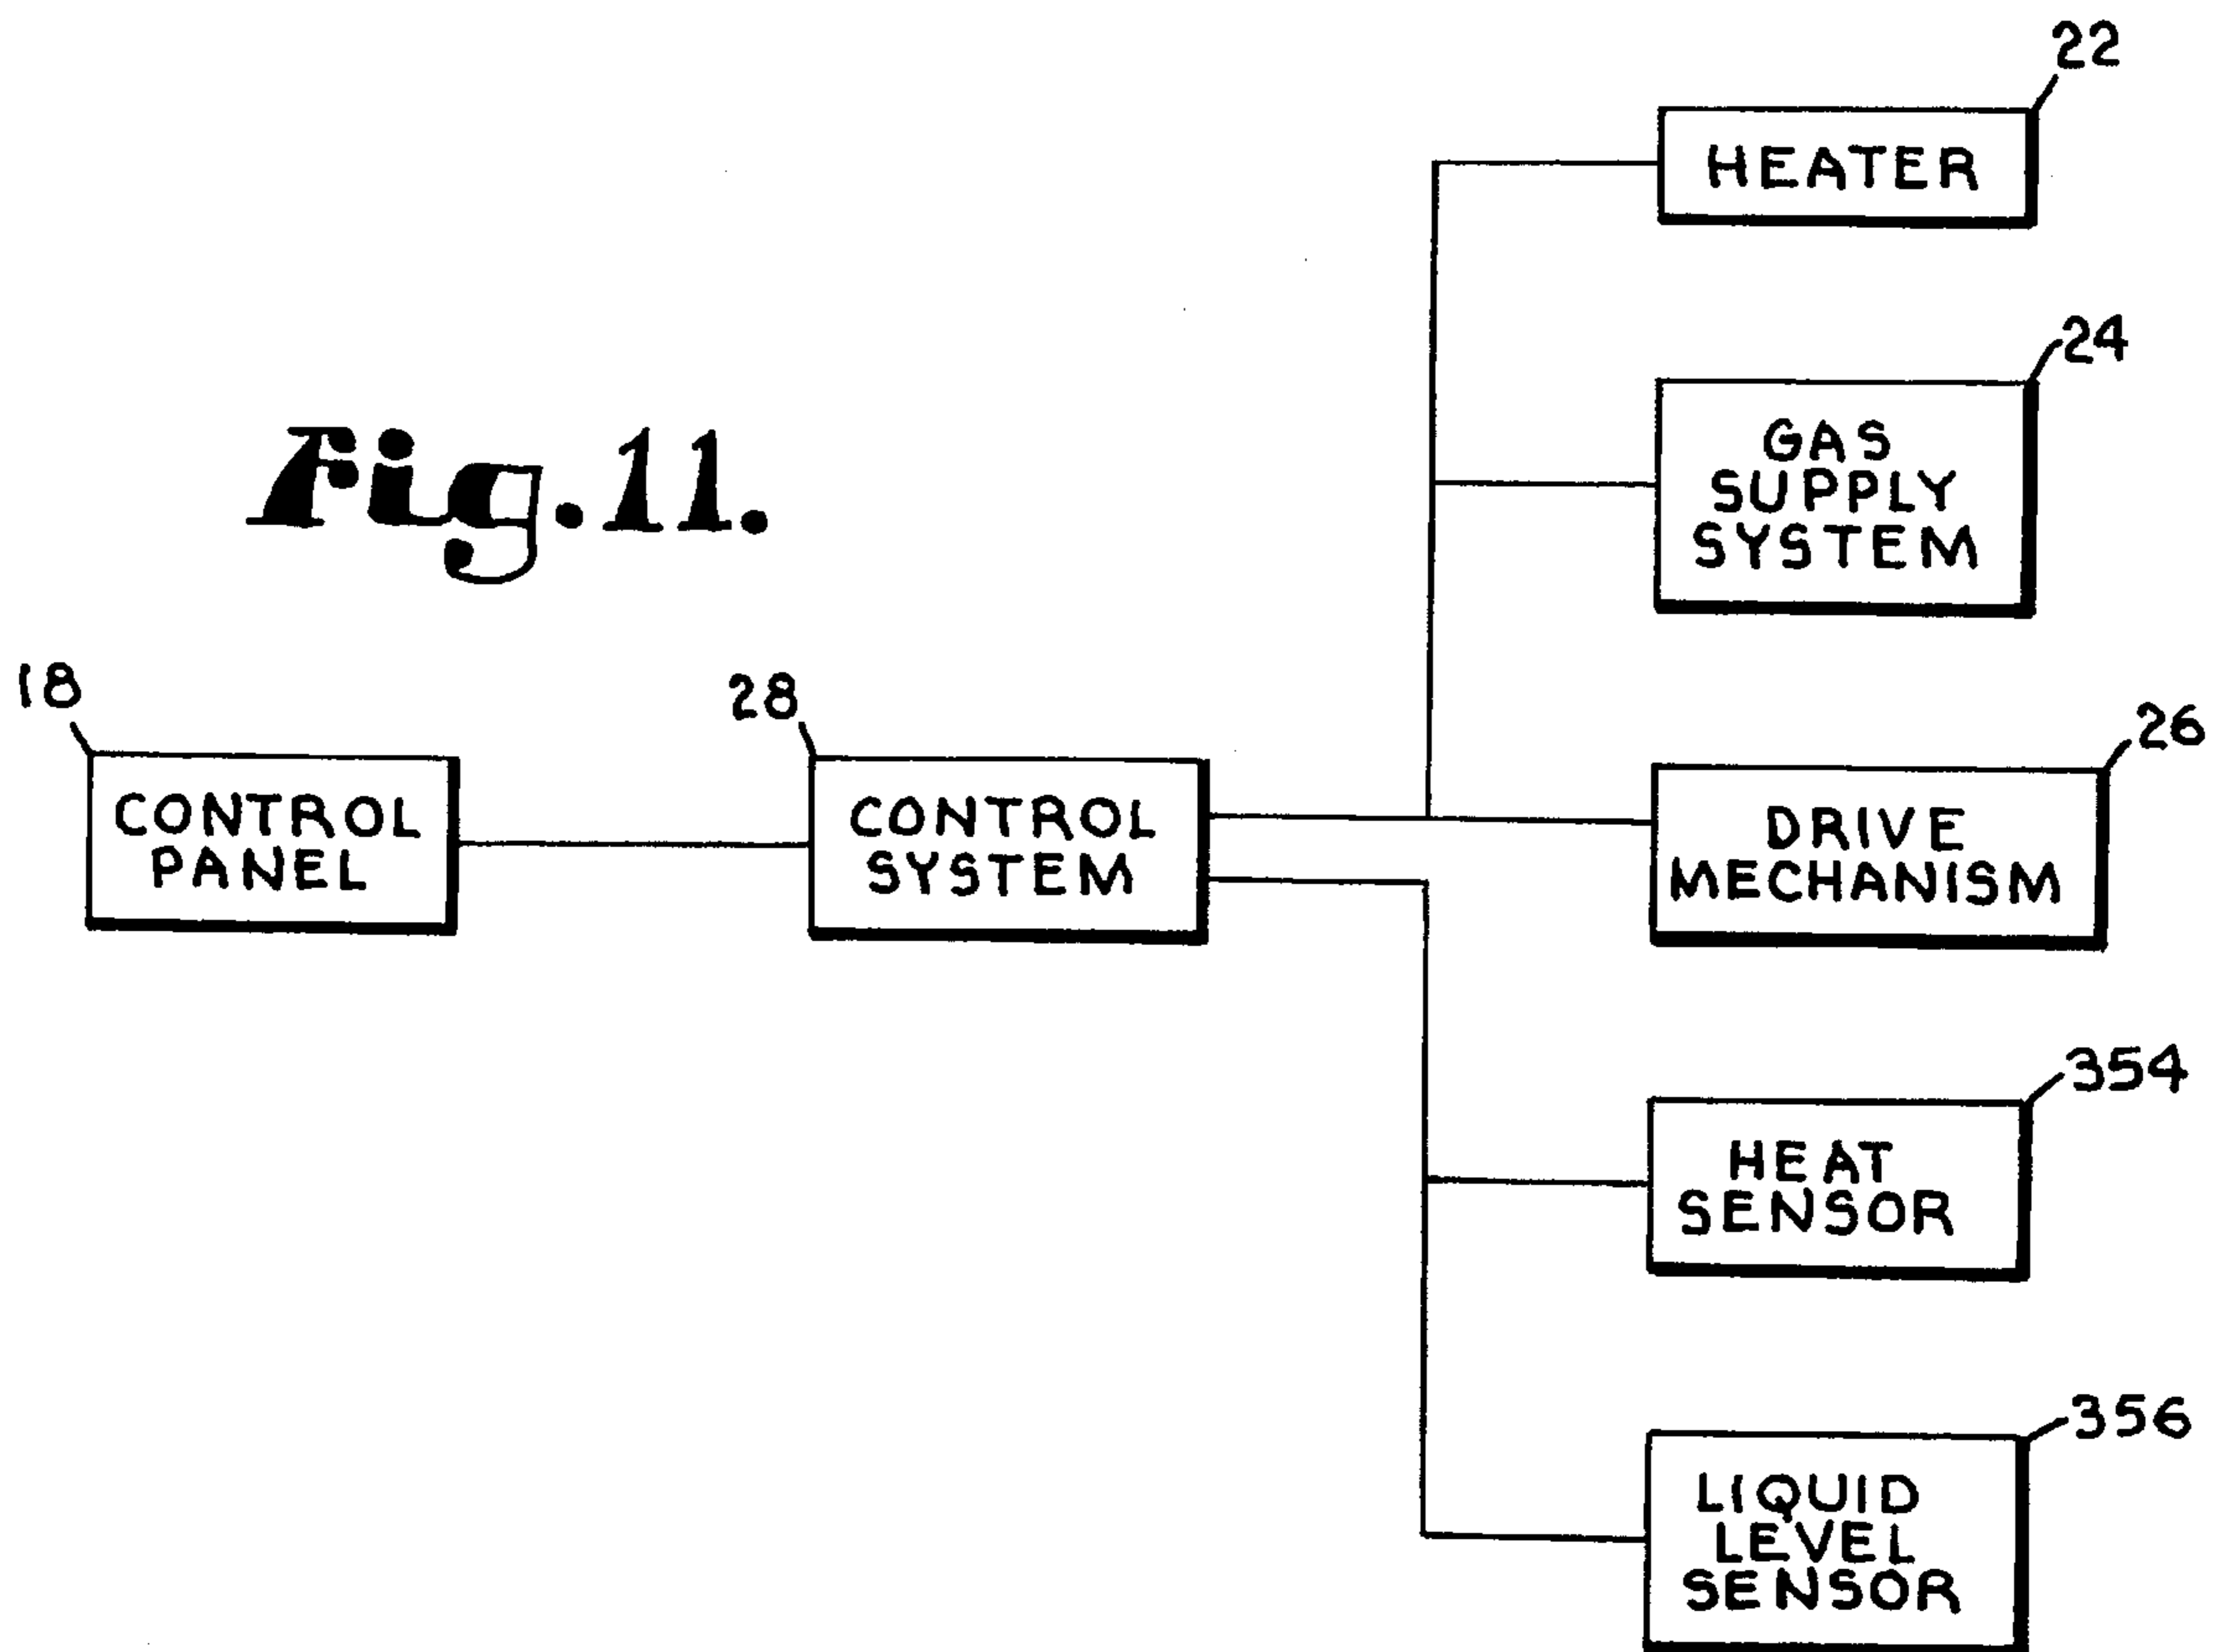 22
HEATER
24
GAS
SUPPLY
SYSTEM
Fig. 11.
18
CONTROL
PANEL
28
CONTROL
SYSTEM
26
DRIVE
MECHANISM
354
HEAT
SENSOR
356
LIQUID
LEVEL
SENSOR